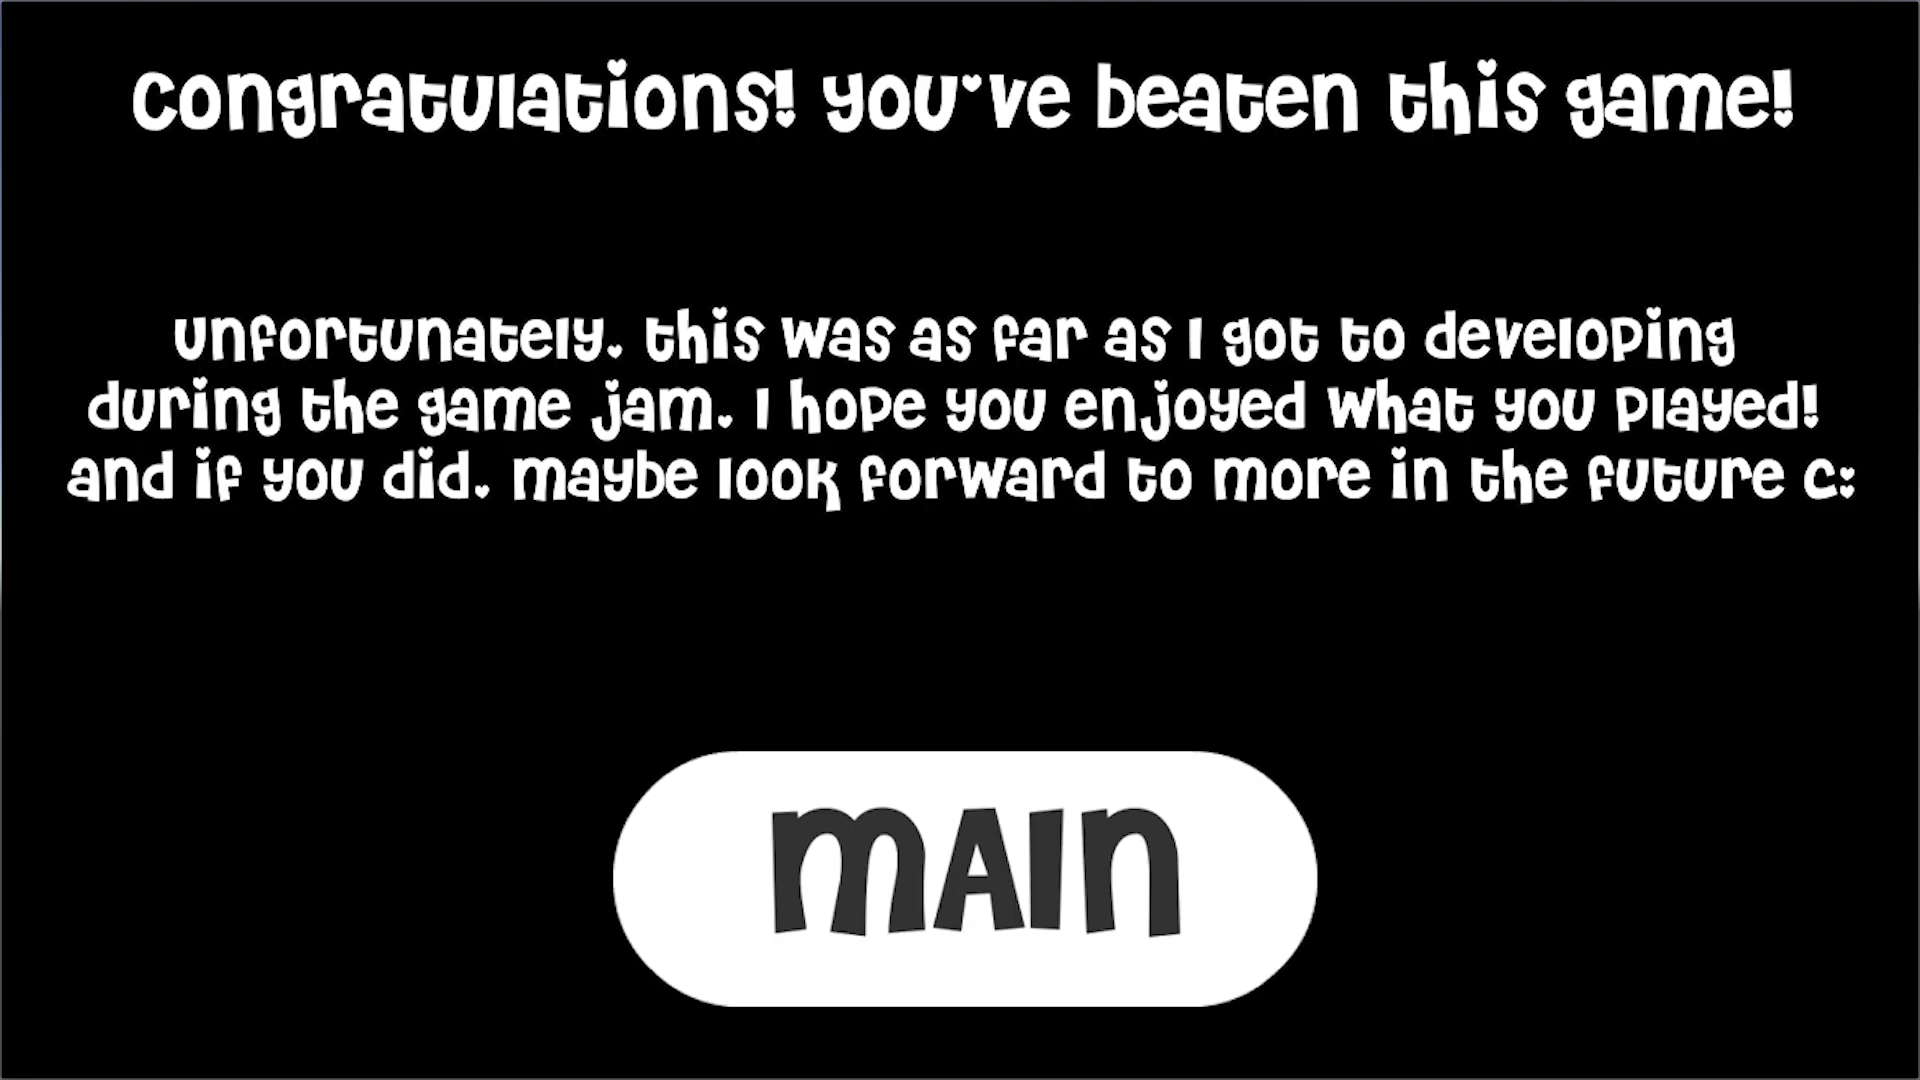 Congratulations! You've beaten this game!
Unfortunately, this was as far as I got to developing
during the game jam. I hope you enjoyed what you played!
And if you did, maybe look forward to more in the future c:
MAIN